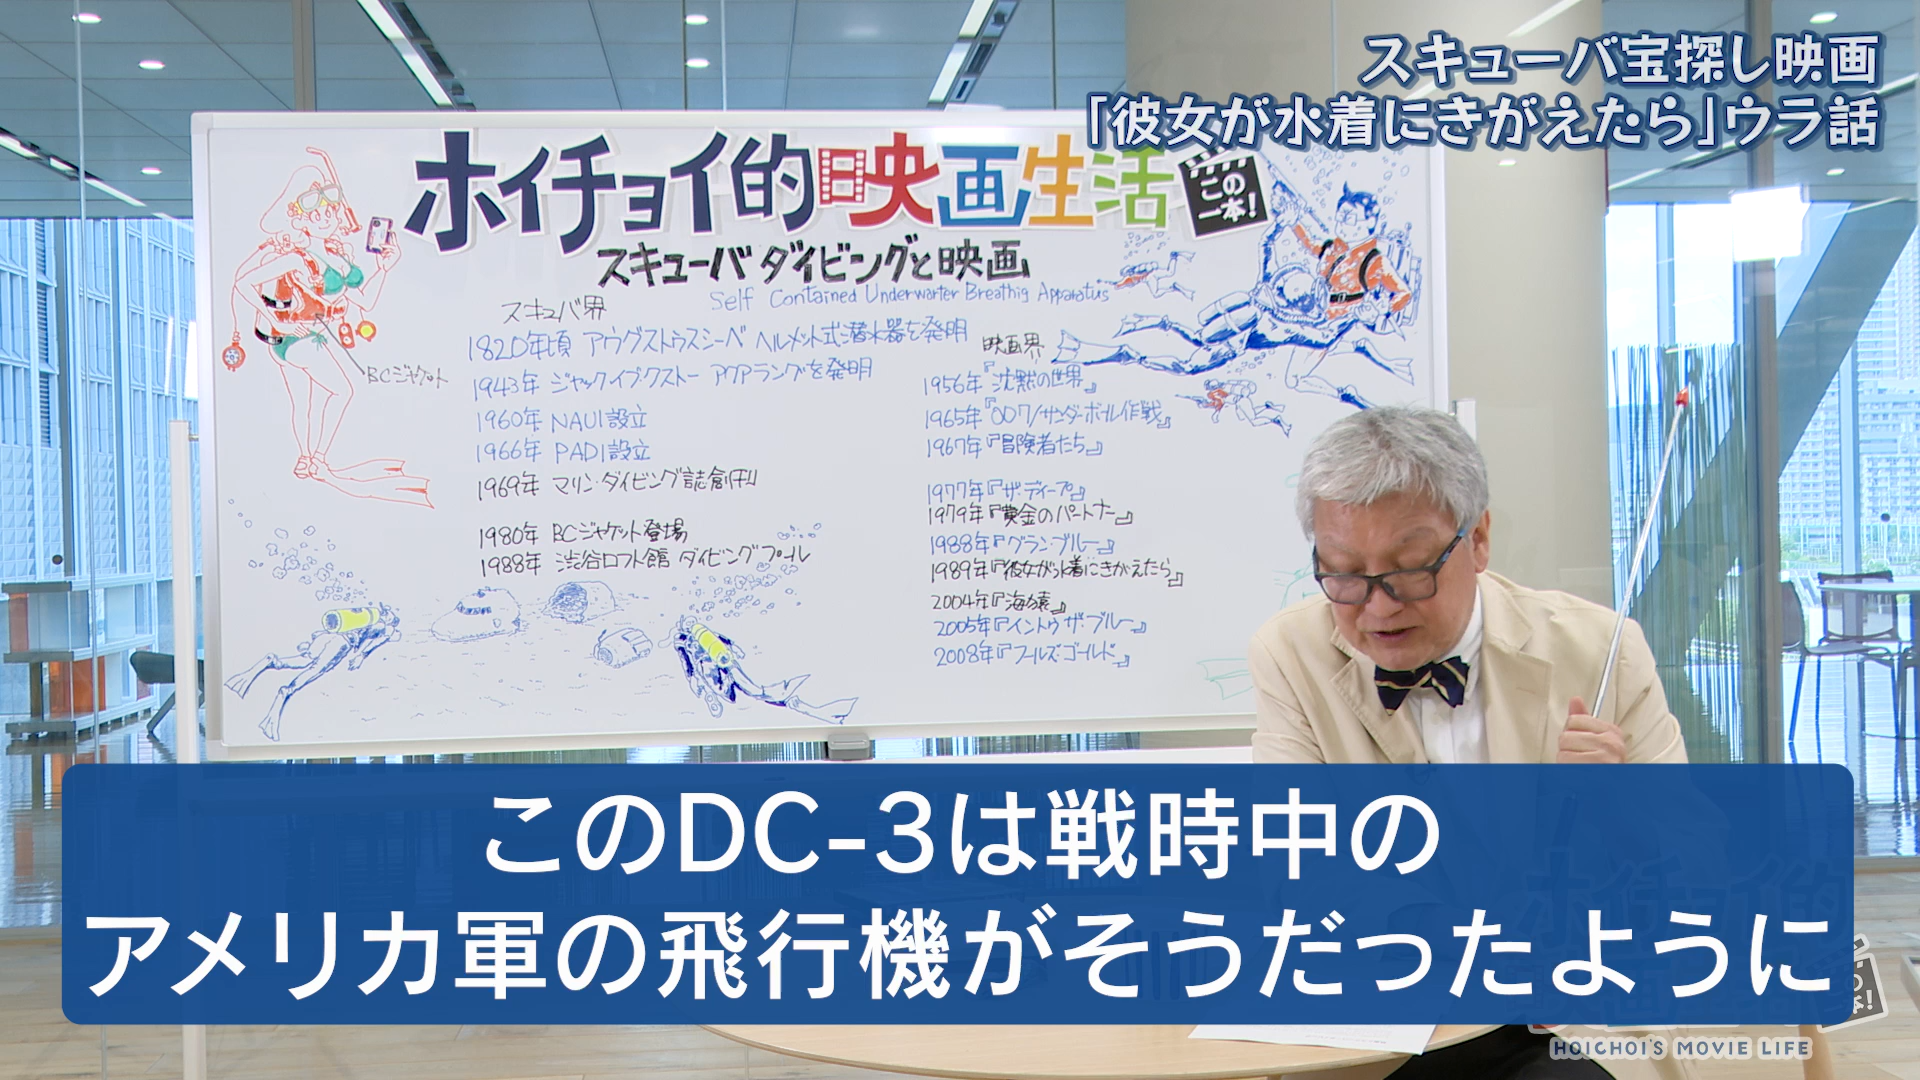 スキューバ宝探し映画
「彼女が水着にきがえたら」ウラ話
ホイチョイ的映画生活
この一本!
スキューバダイビングと映画
Self Contained Underwarter Breathig Apparatus
スキュバ界
1820年頃 アウグストゥスシーベ ヘルメット式潜水器を発明
1943年 ジャックイブクストー アクアラングを発明
1960年 NAUI設立
1966年 PADI設立
1969年 マリン・ダイビング誌創刊
1980年 BCジャケット登場
1988年 渋谷ロフト館 ダイビングプール
BCジャケット
映画界
1956年『沈黙の世界』
1965年『007/サンダーボール作戦』
1967年『冒険者たち』
1977年『ザ・ディープ』
1979年『黄金のパートナー』
1988年『グラン・ブルー』
1989年『彼女が水着にきがえたら』
2004年『海猿』
2005年『イントゥ・ザ・ブルー』
2008年『フールズ・ゴールド』
このDC-3は戦時中の
アメリカ軍の飛行機がそうだったように
HOICHOI'S MOVIE LIFE